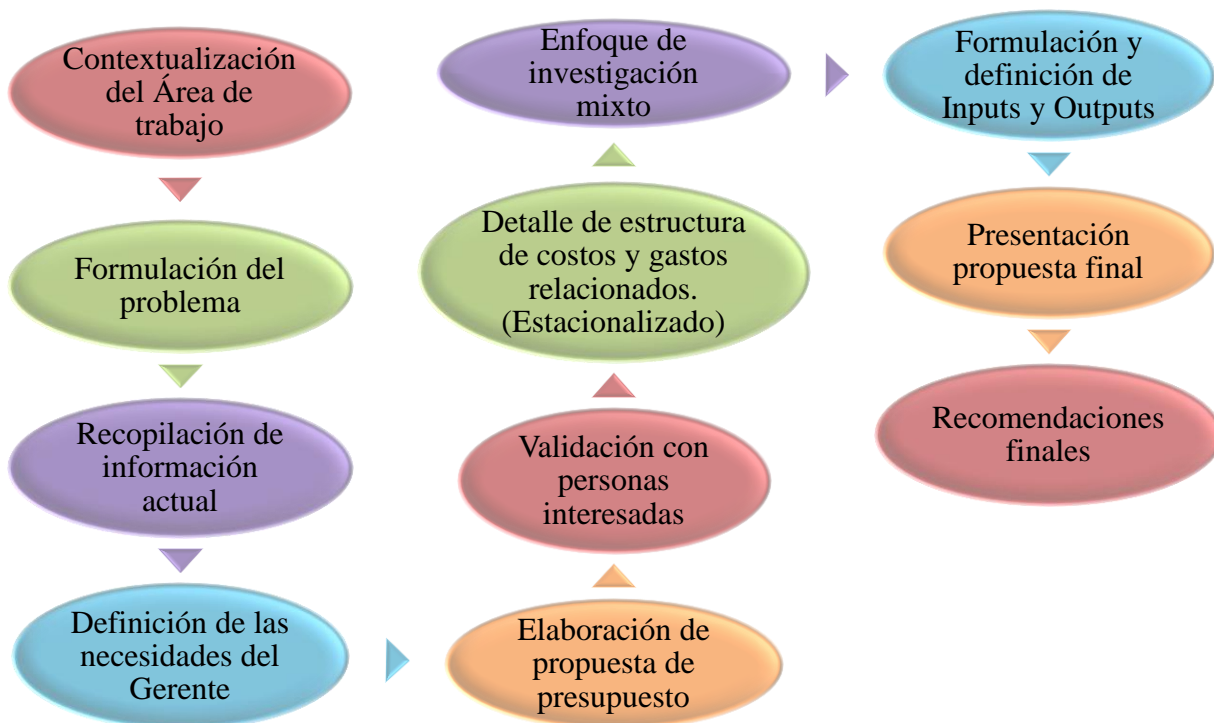 Contextualización
del Área de
trabajo
Formulación del
problema
Recopilación de
información
actual
Definición de las
necesidades del
Gerente
Elaboración de
propuesta de
presupuesto
Validación con
personas
interesadas
Detalle de estructura
de costos y gastos
relacionados.
(Estacionalizado)
Enfoque de
investigación
mixto
Formulación y
definición de
Inputs y Outputs
Presentación
propuesta final
Recomendaciones
finales